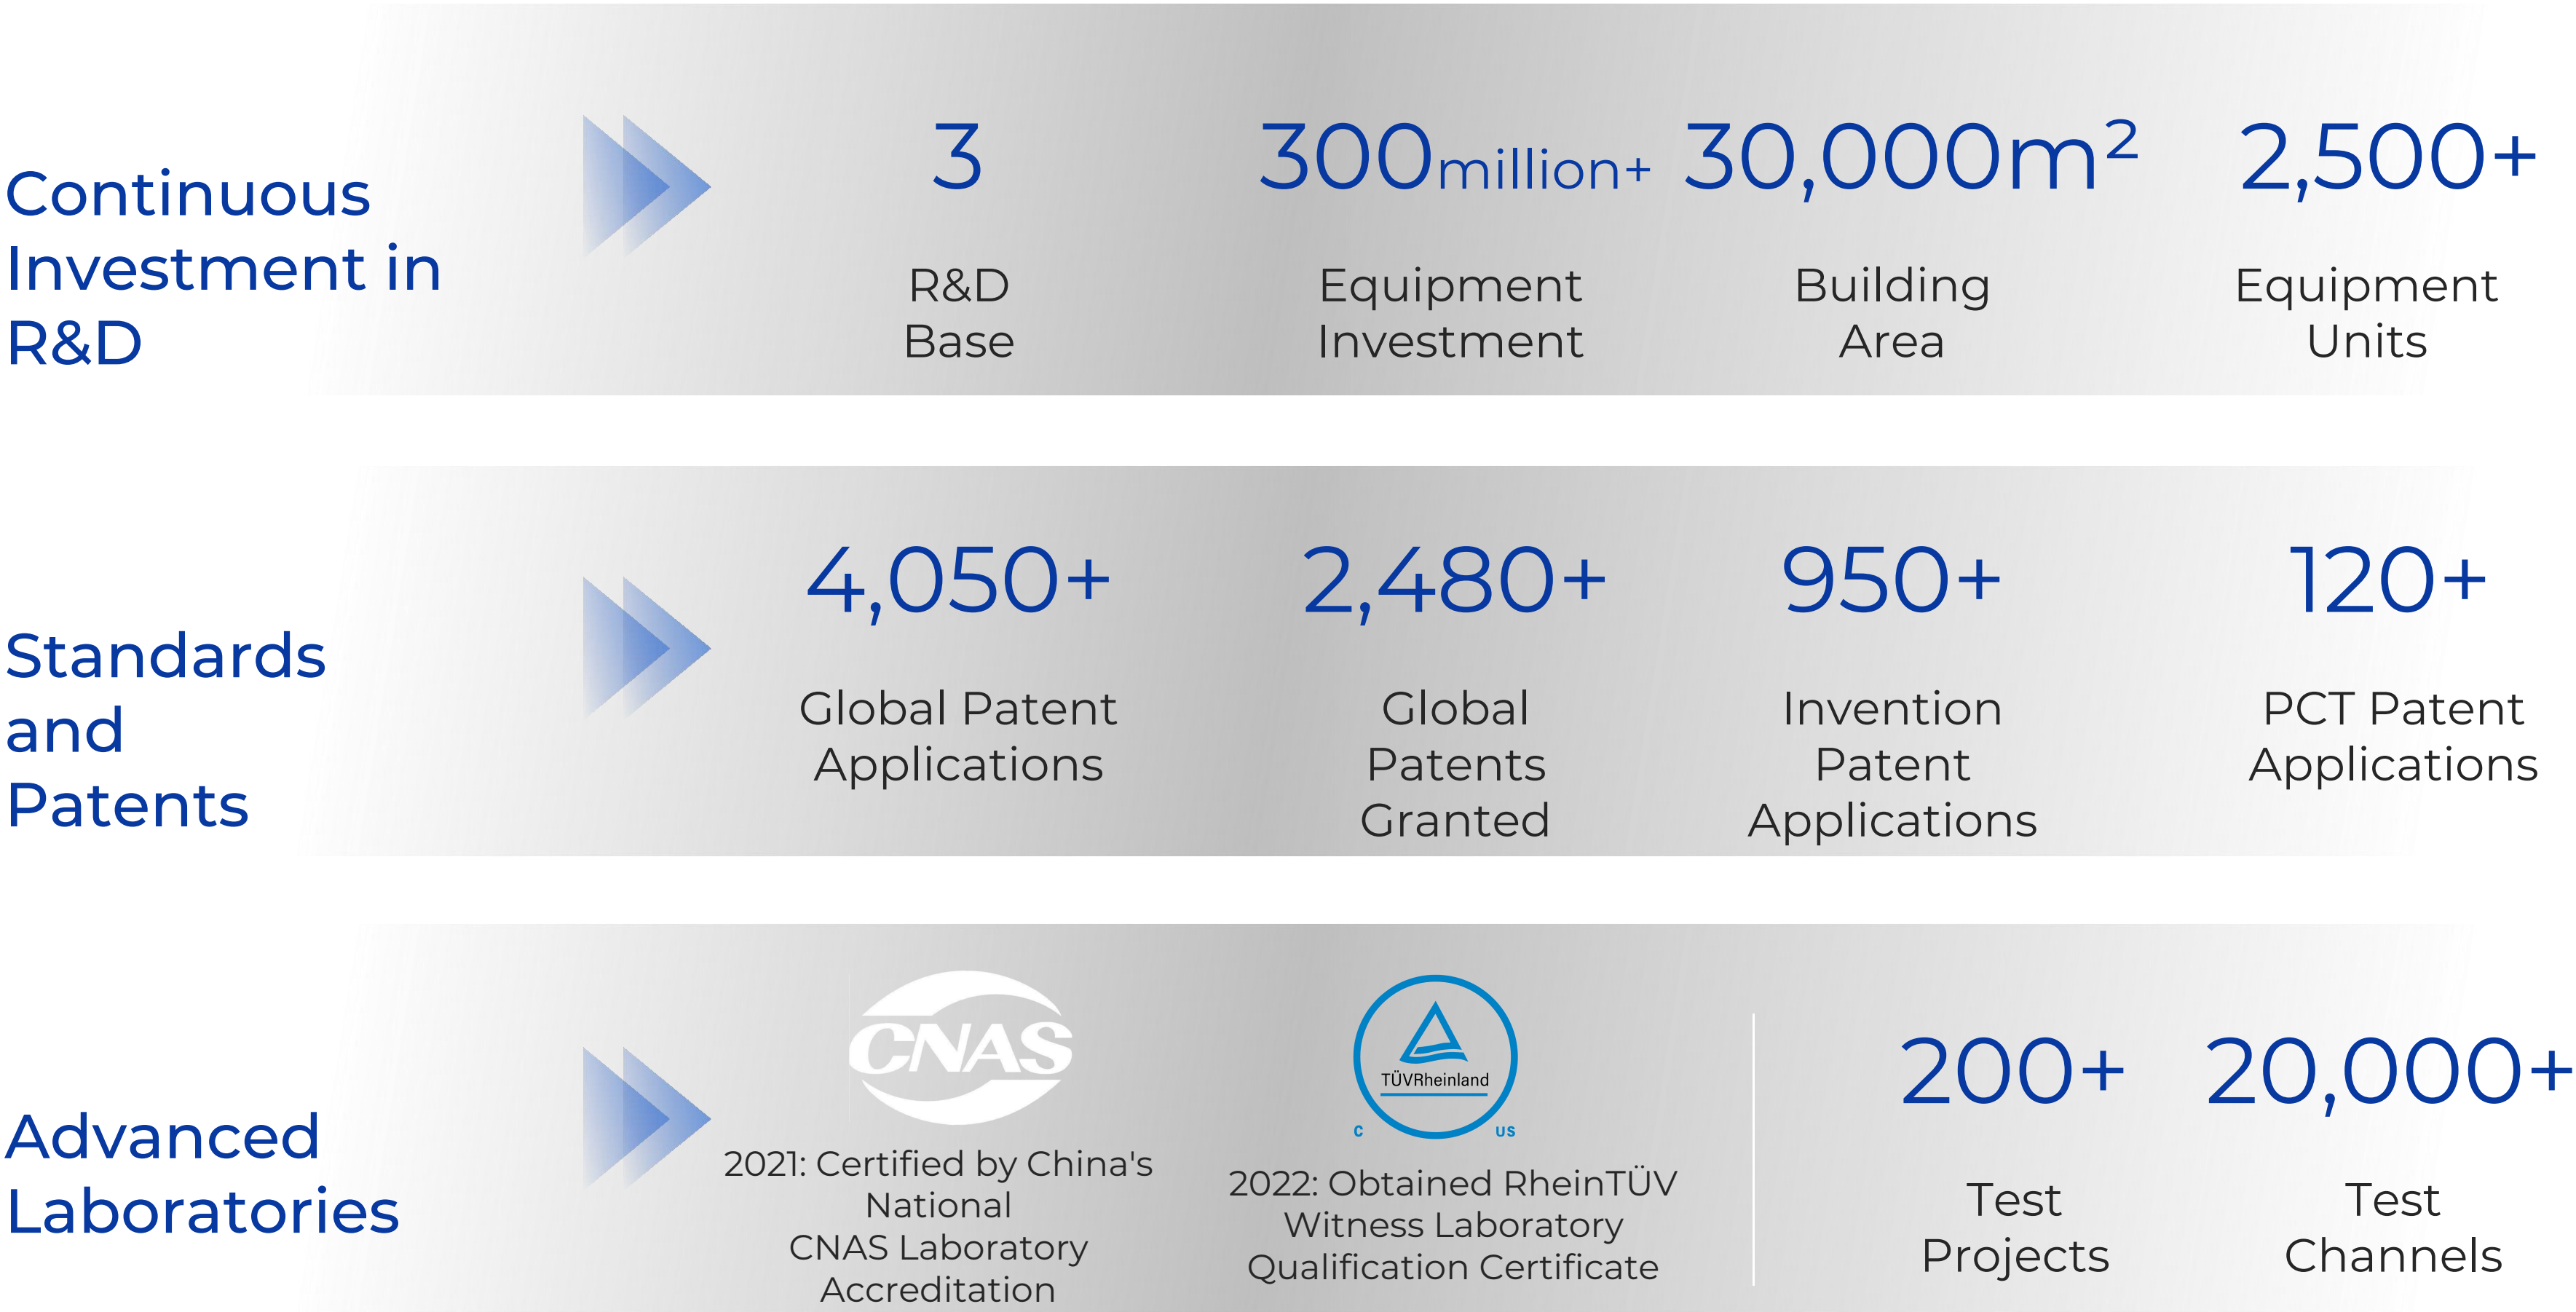 Continuous
Investment in
R&D
3
R&D
Base
300million+
Equipment
Investment
30,000m²
Building
Area
2,500+
Equipment
Units
Standards
and
Patents
4,050+
Global Patent
Applications
2,480+
Global
Patents
Granted
950+
Invention
Patent
Applications
120+
PCT Patent
Applications
Advanced
Laboratories
CNAS
2021: Certified by China's
National
CNAS Laboratory
Accreditation
TÜVRheinland
C US
2022: Obtained RheinTÜV
Witness Laboratory
Qualification Certificate
200+
Test
Projects
20,000+
Test
Channels